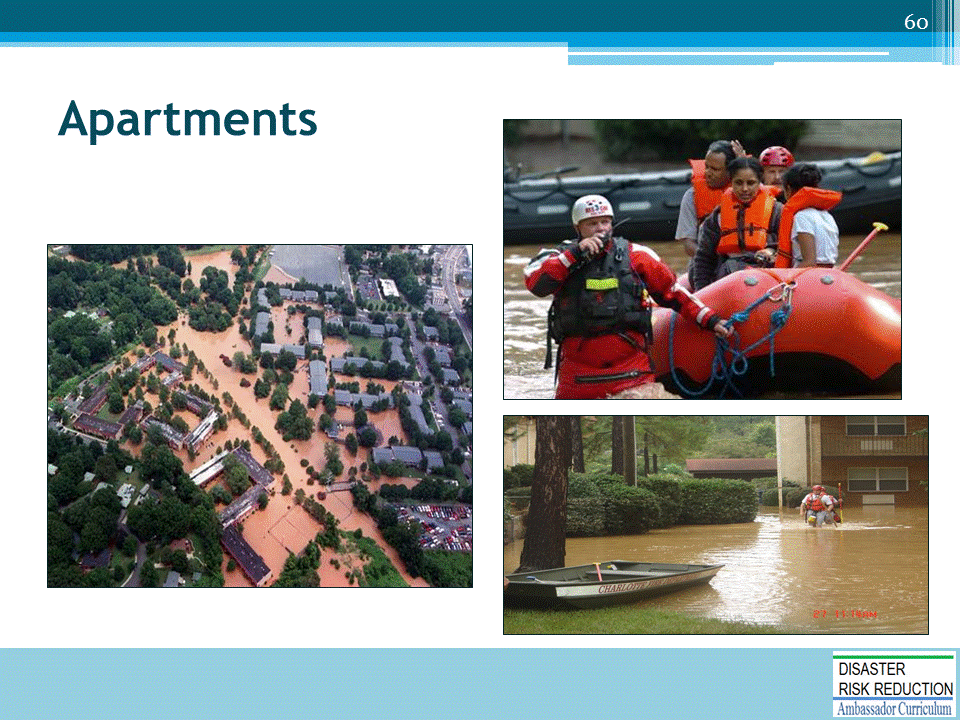 60
Apartments
CHARLOTTE
DISASTER
RISK REDUCTION
Ambassador Curriculum